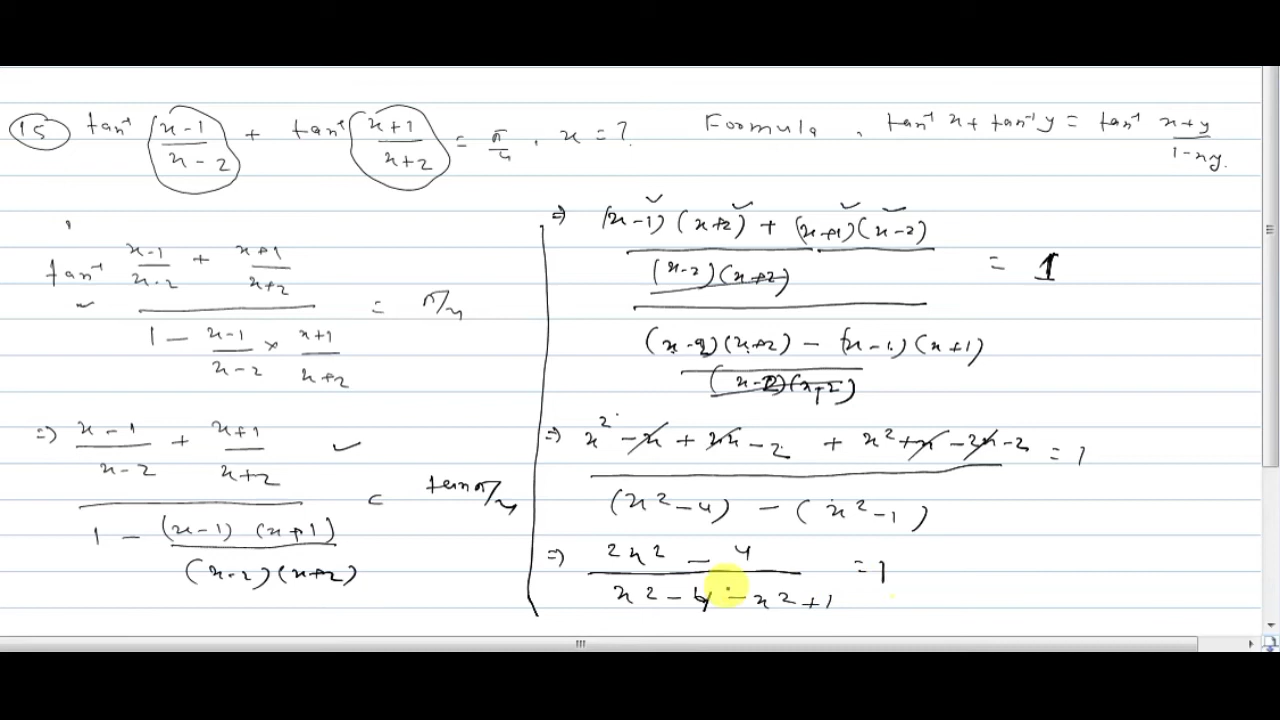 (15) tan⁻¹ (x-1)/(x-2) + tan⁻¹ (x+1)/(x+2) = π/4 . x = ? Formula . tan⁻¹ x + tan⁻¹ y = tan⁻¹ (x+y)/(1-xy).
tan⁻¹ ((x-1)/(x-2) + (x+1)/(x+2)) / (1 - (x-1)/(x-2) × (x+1)/(x+2)) = π/4
⇒ ((x-1)/(x-2) + (x+1)/(x+2)) / (1 - ((x-1)(x+1))/((x-2)(x+2))) = tan π/4
⇒ (((x-1)(x+2) + (x+1)(x-2))/((x-2)(x+2))) / (((x-2)(x+2) - (x-1)(x+1))/((x-2)(x+2))) = 1
⇒ (x² - x + 2x - 2 + x² + x - 2x - 2) / ((x² - 4) - (x² - 1)) = 1
⇒ (2x² - 4) / (x² - 4 - x² + 1) = 1